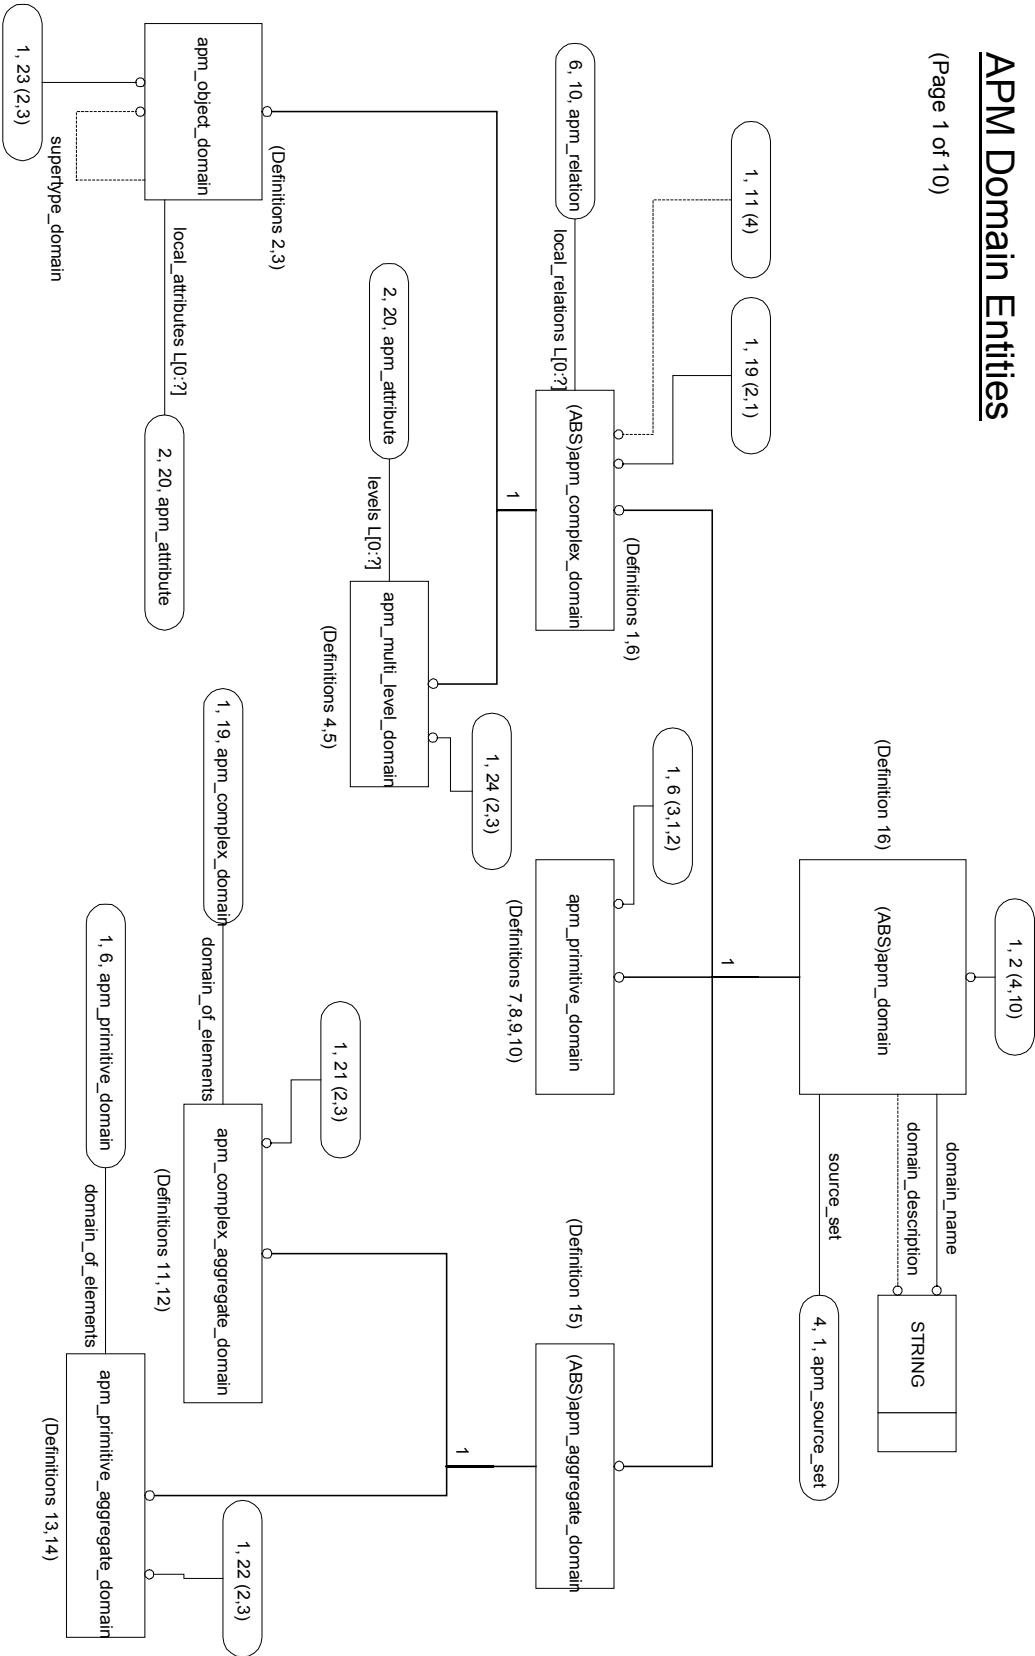 APM Domain Entities
(Page 1 of 10)
1, 2 (4,10)
(Definition 16)
(ABS)apm_domain
domain_name
domain_description
STRING
source_set
4, 1, apm_source_set
1
1, 11 (4)
1, 19 (2,1)
6, 10, apm_relation
local_relations L[0:?]
(ABS)apm_complex_domain
(Definitions 1,6)
1, 6 (3,1,2)
apm_primitive_domain
(Definitions 7,8,9,10)
(Definition 15)
(ABS)apm_aggregate_domain
1
1
2, 20, apm_attribute
levels L[0:?]
apm_multi_level_domain
(Definitions 4,5)
1, 24 (2,3)
(Definitions 2,3)
apm_object_domain
1, 23 (2,3)
supertype_domain
local_attributes L[0:?]
2, 20, apm_attribute
1, 19, apm_complex_domain
domain_of_elements
1, 21 (2,3)
apm_complex_aggregate_domain
(Definitions 11,12)
1, 6, apm_primitive_domain
domain_of_elements
apm_primitive_aggregate_domain
(Definitions 13,14)
1, 22 (2,3)